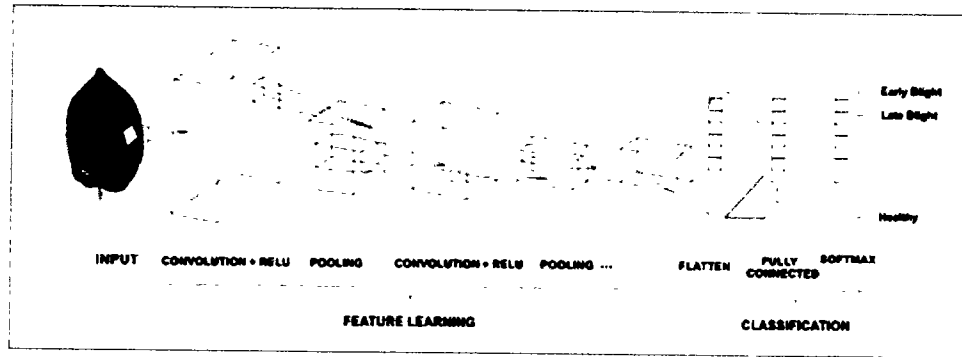 Early Blight
Late Blight
Healthy
INPUT
CONVOLUTION + RELU
POOLING
CONVOLUTION + RELU
POOLING ...
FLATTEN
FULLY
CONNECTED
SOFTMAX
FEATURE LEARNING
CLASSIFICATION